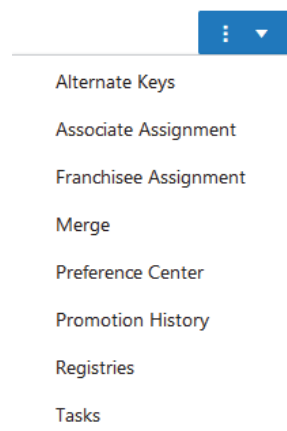 Alternate Keys
Associate Assignment
Franchisee Assignment
Merge
Preference Center
Promotion History
Registries
Tasks